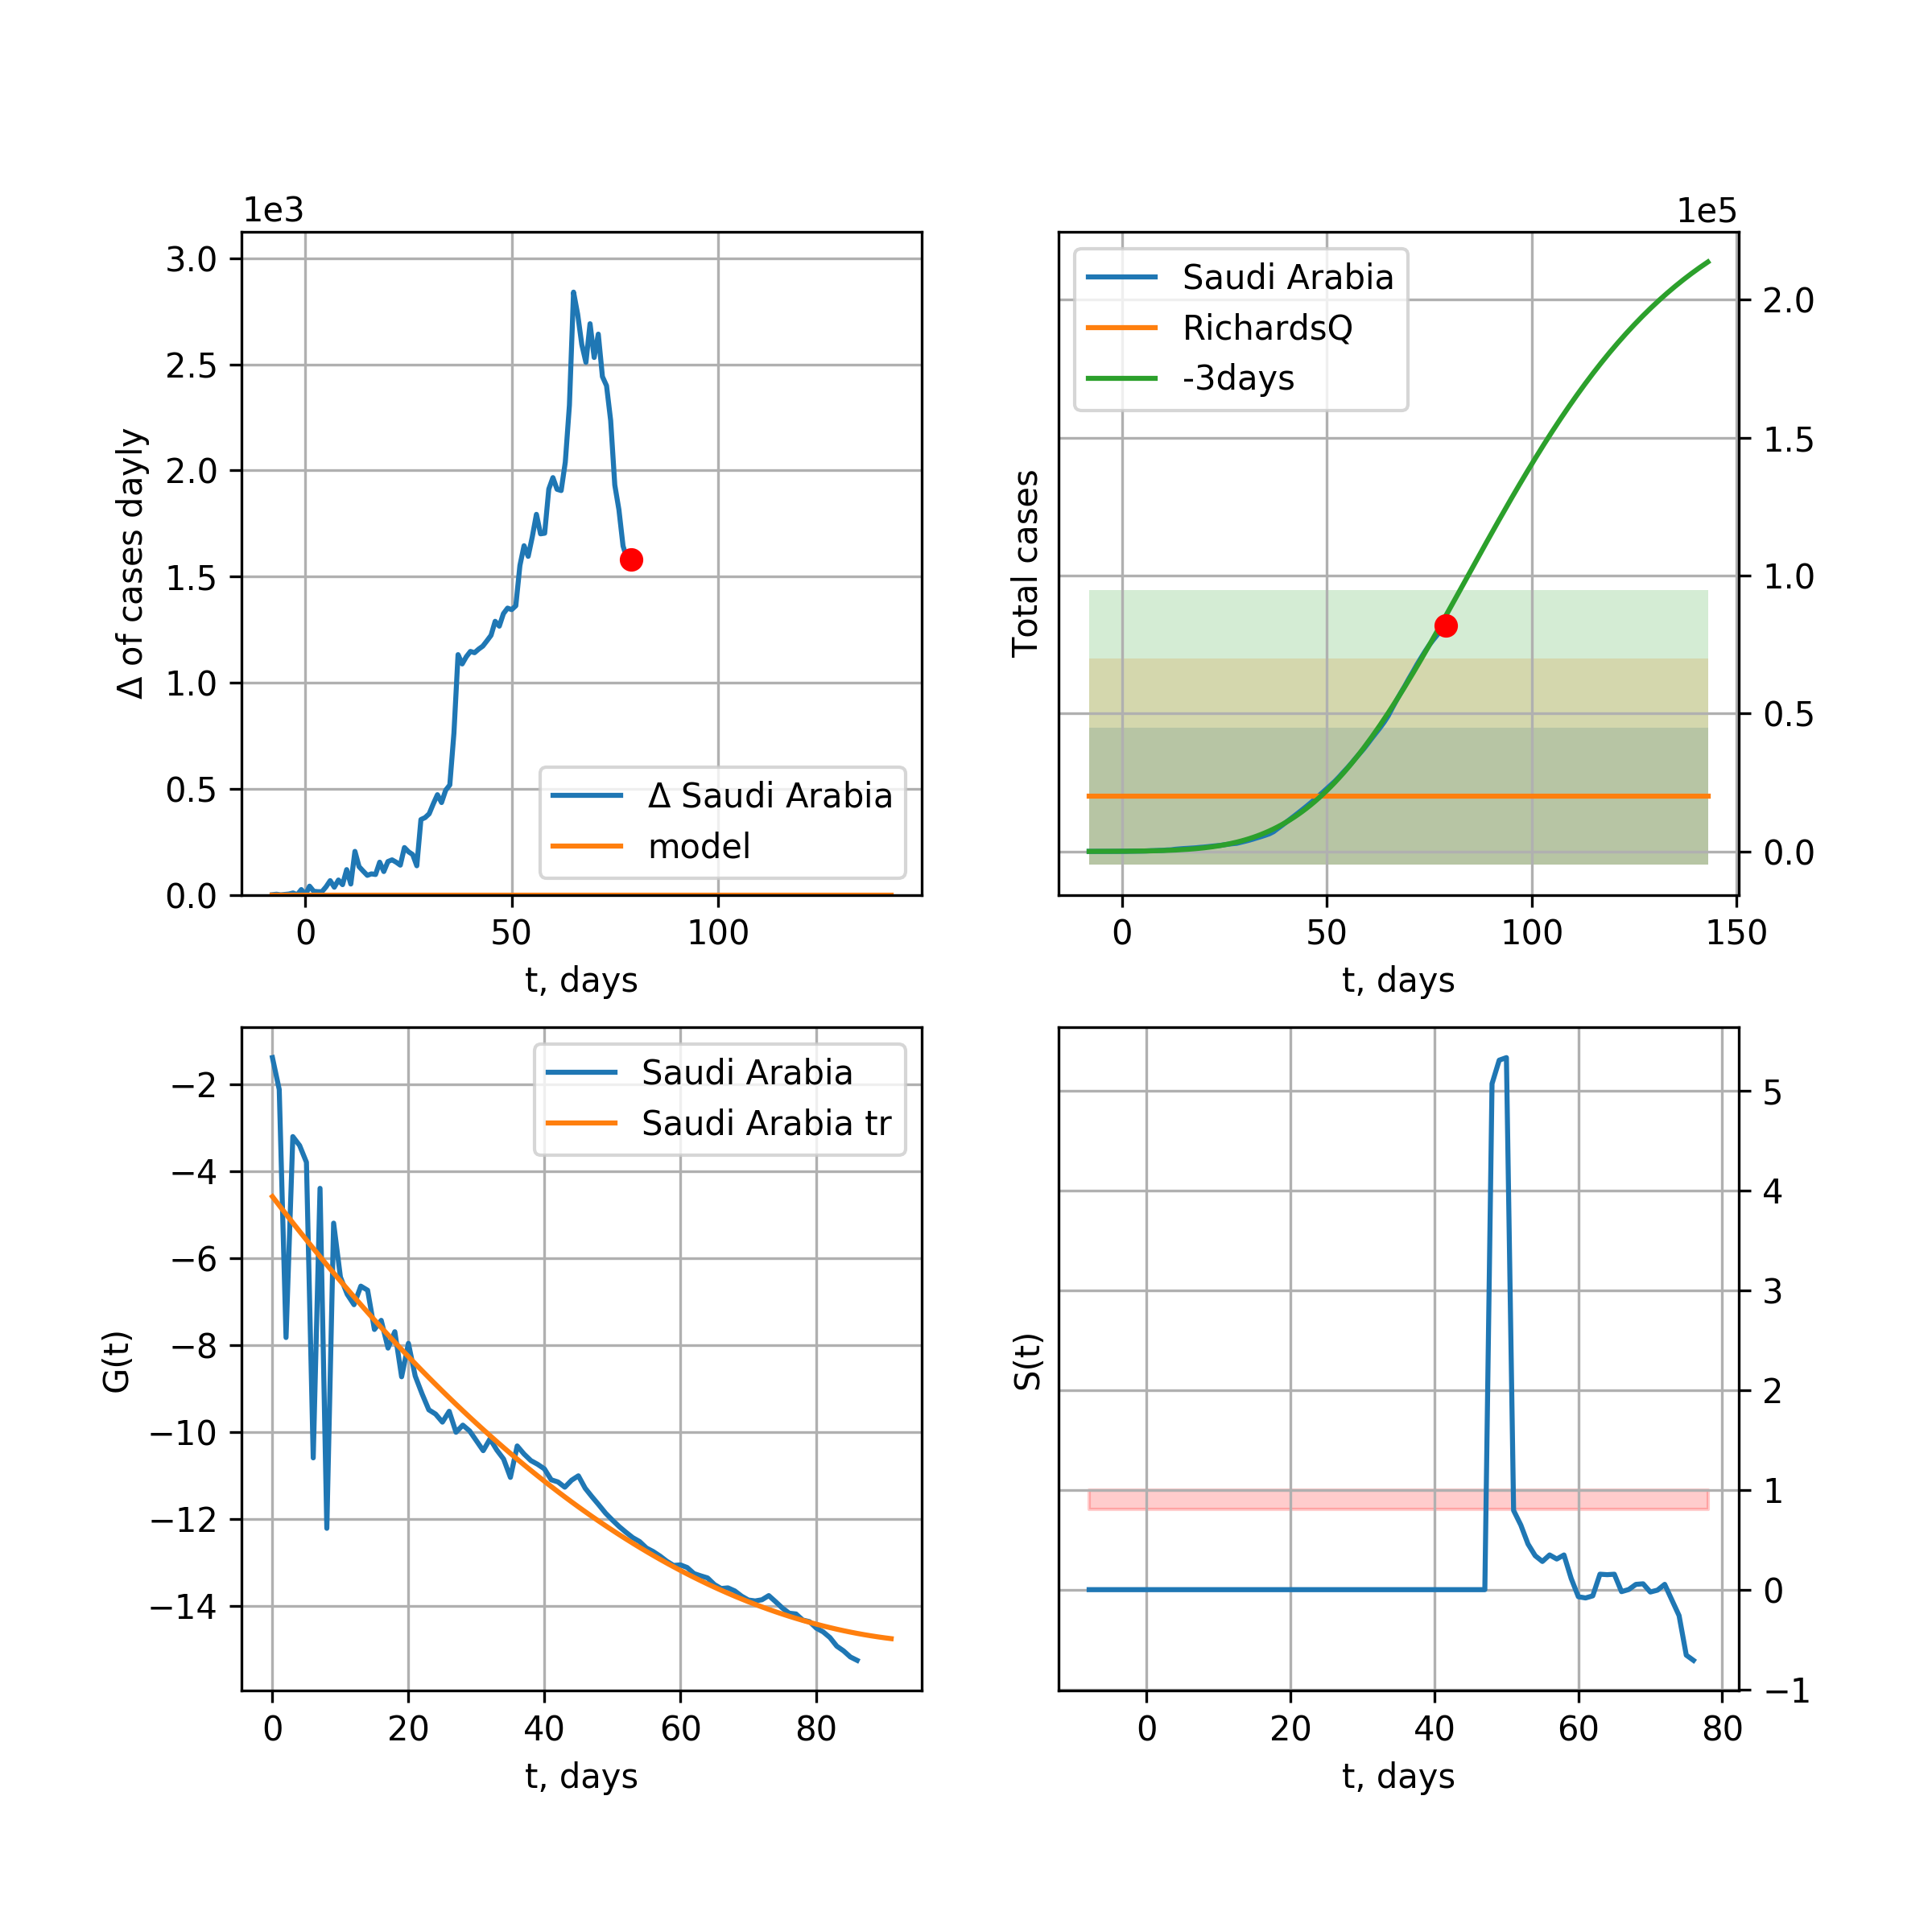 1e3
3.0
2.5
2.0
1.5
1.0
0.5
0.0
Δ of cases dayly
Δ Saudi Arabia
model
0 50 100
t, days
1e5
Saudi Arabia
RichardsQ
-3days
Total cases
2.0
1.5
1.0
0.5
0.0
0 50 100 150
t, days
Saudi Arabia
Saudi Arabia tr
−2
−4
−6
−8
−10
−12
−14
G(t)
0 20 40 60 80
t, days
S(t)
5
4
3
2
1
0
−1
0 20 40 60 80
t, days